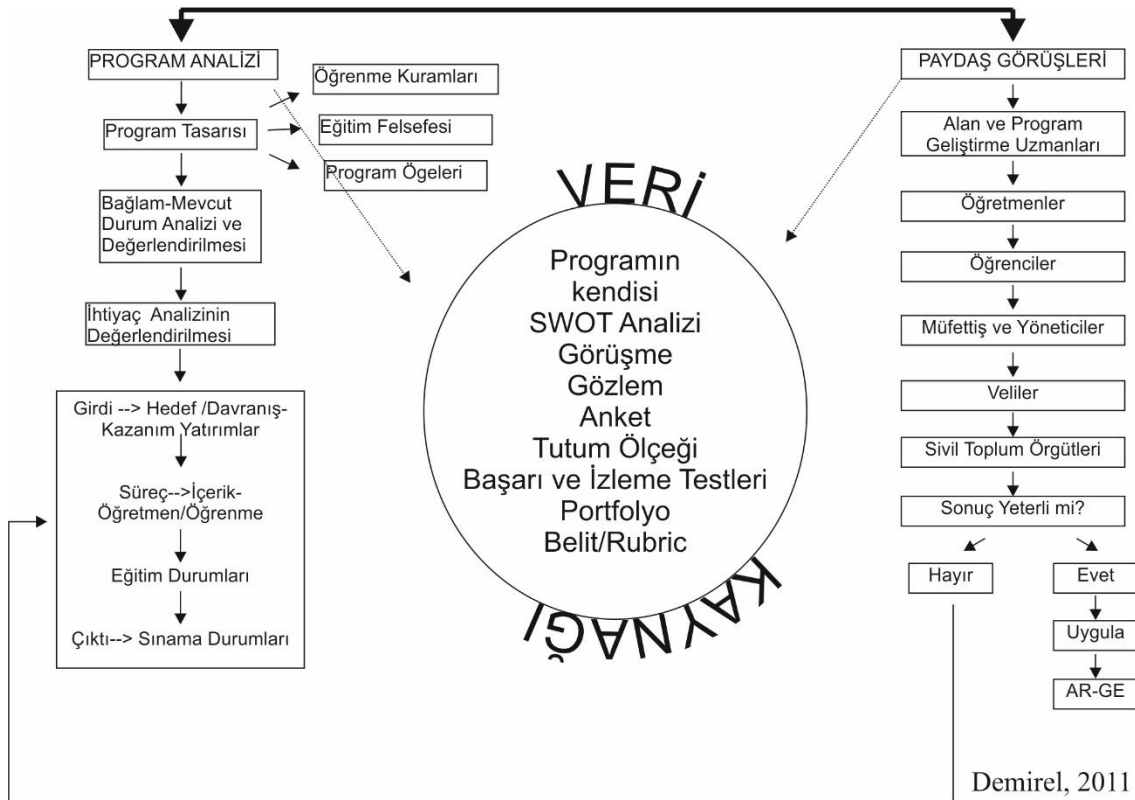 PROGRAM ANALİZİ
Öğrenme Kuramları
Program Tasarısı
Eğitim Felsefesi
Program Ögeleri
Bağlam-Mevcut
Durum Analizi ve
Değerlendirilmesi
İhtiyaç Analizinin
Değerlendirilmesi
Girdi --> Hedef /Davranış-
Kazanım Yatırımlar
Süreç-->İçerik-
Öğretmen/Öğrenme
Eğitim Durumları
Çıktı--> Sınama Durumları
VERİ
Programın
kendisi
SWOT Analizi
Görüşme
Gözlem
Anket
Tutum Ölçeği
Başarı ve İzleme Testleri
Portfolyo
Belit/Rubric
KAYNAĞI
PAYDAŞ GÖRÜŞLERİ
Alan ve Program
Geliştirme Uzmanları
Öğretmenler
Öğrenciler
Müfettiş ve Yöneticiler
Veliler
Sivil Toplum Örgütleri
Sonuç Yeterli mi?
Hayır
Evet
Uygula
AR-GE
Demirel, 2011